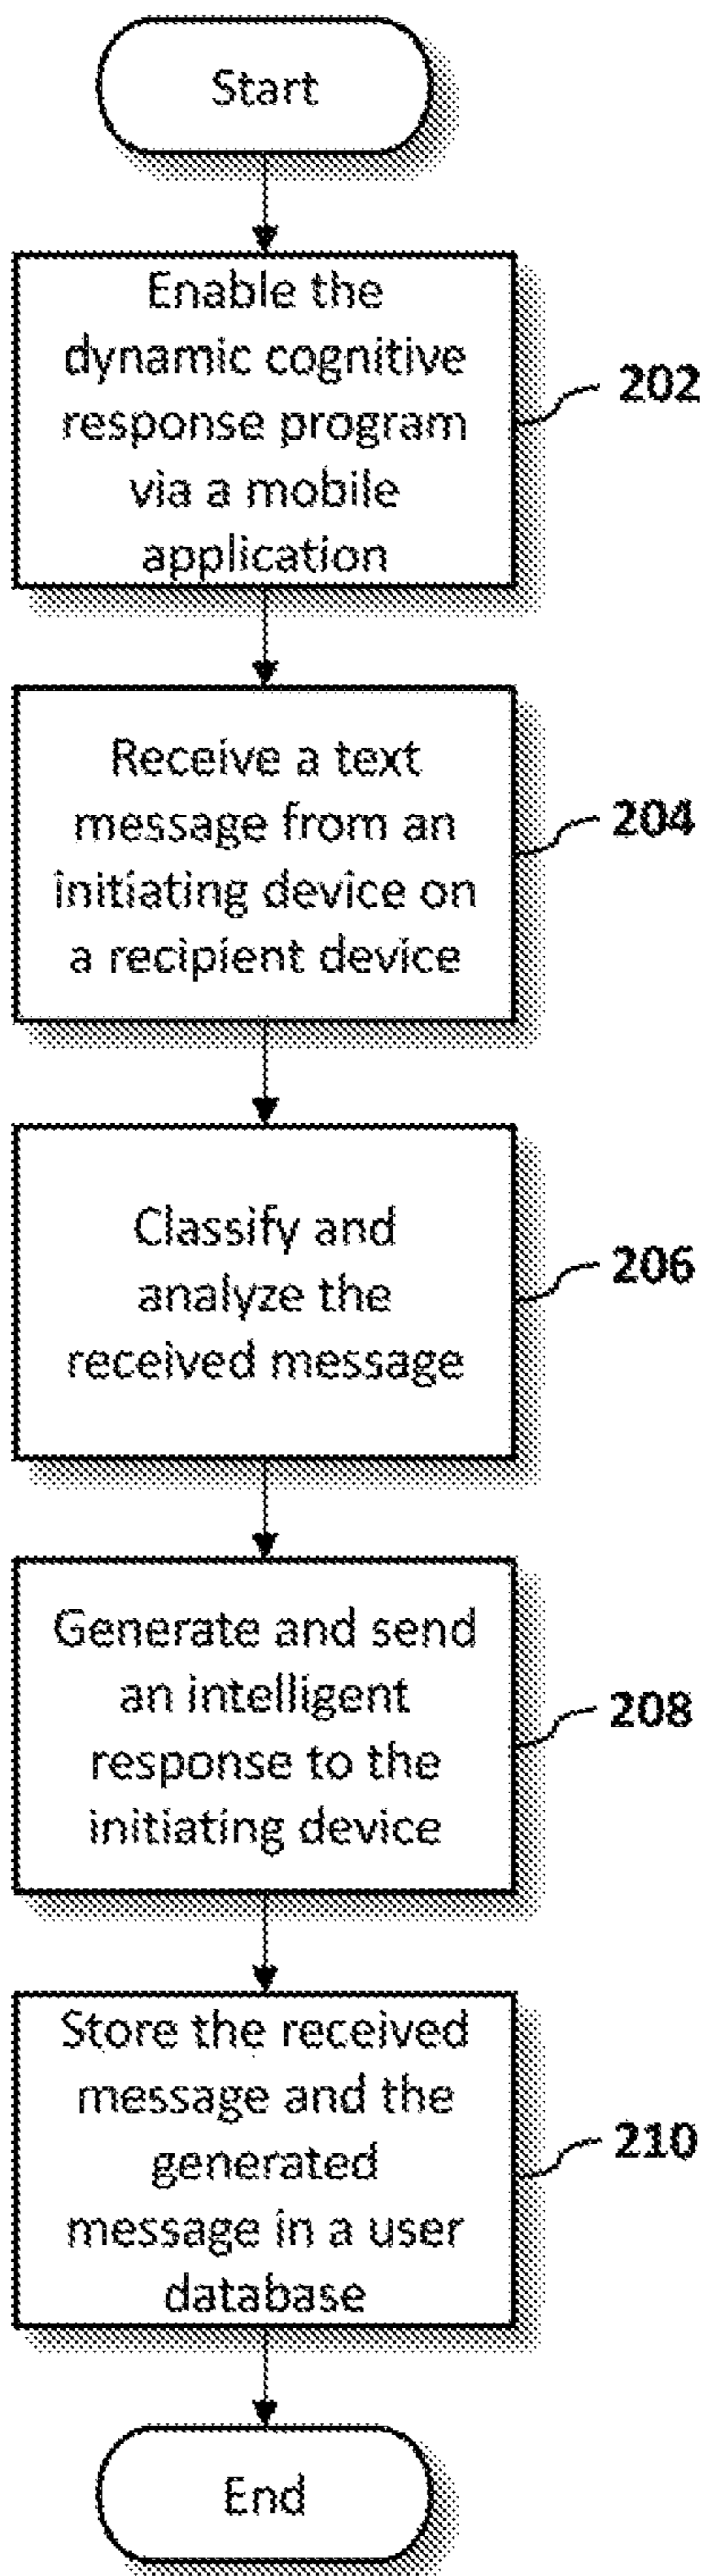 Start
Enable the
dynamic cognitive
response program
via a mobile
application
202
Receive a text
message from an
initiating device on
a recipient device
204
Classify and
analyze the
received message
206
Generate and send
an intelligent
response to the
initiating device
208
Store the received
message and the
generated
message in a user
database
210
End